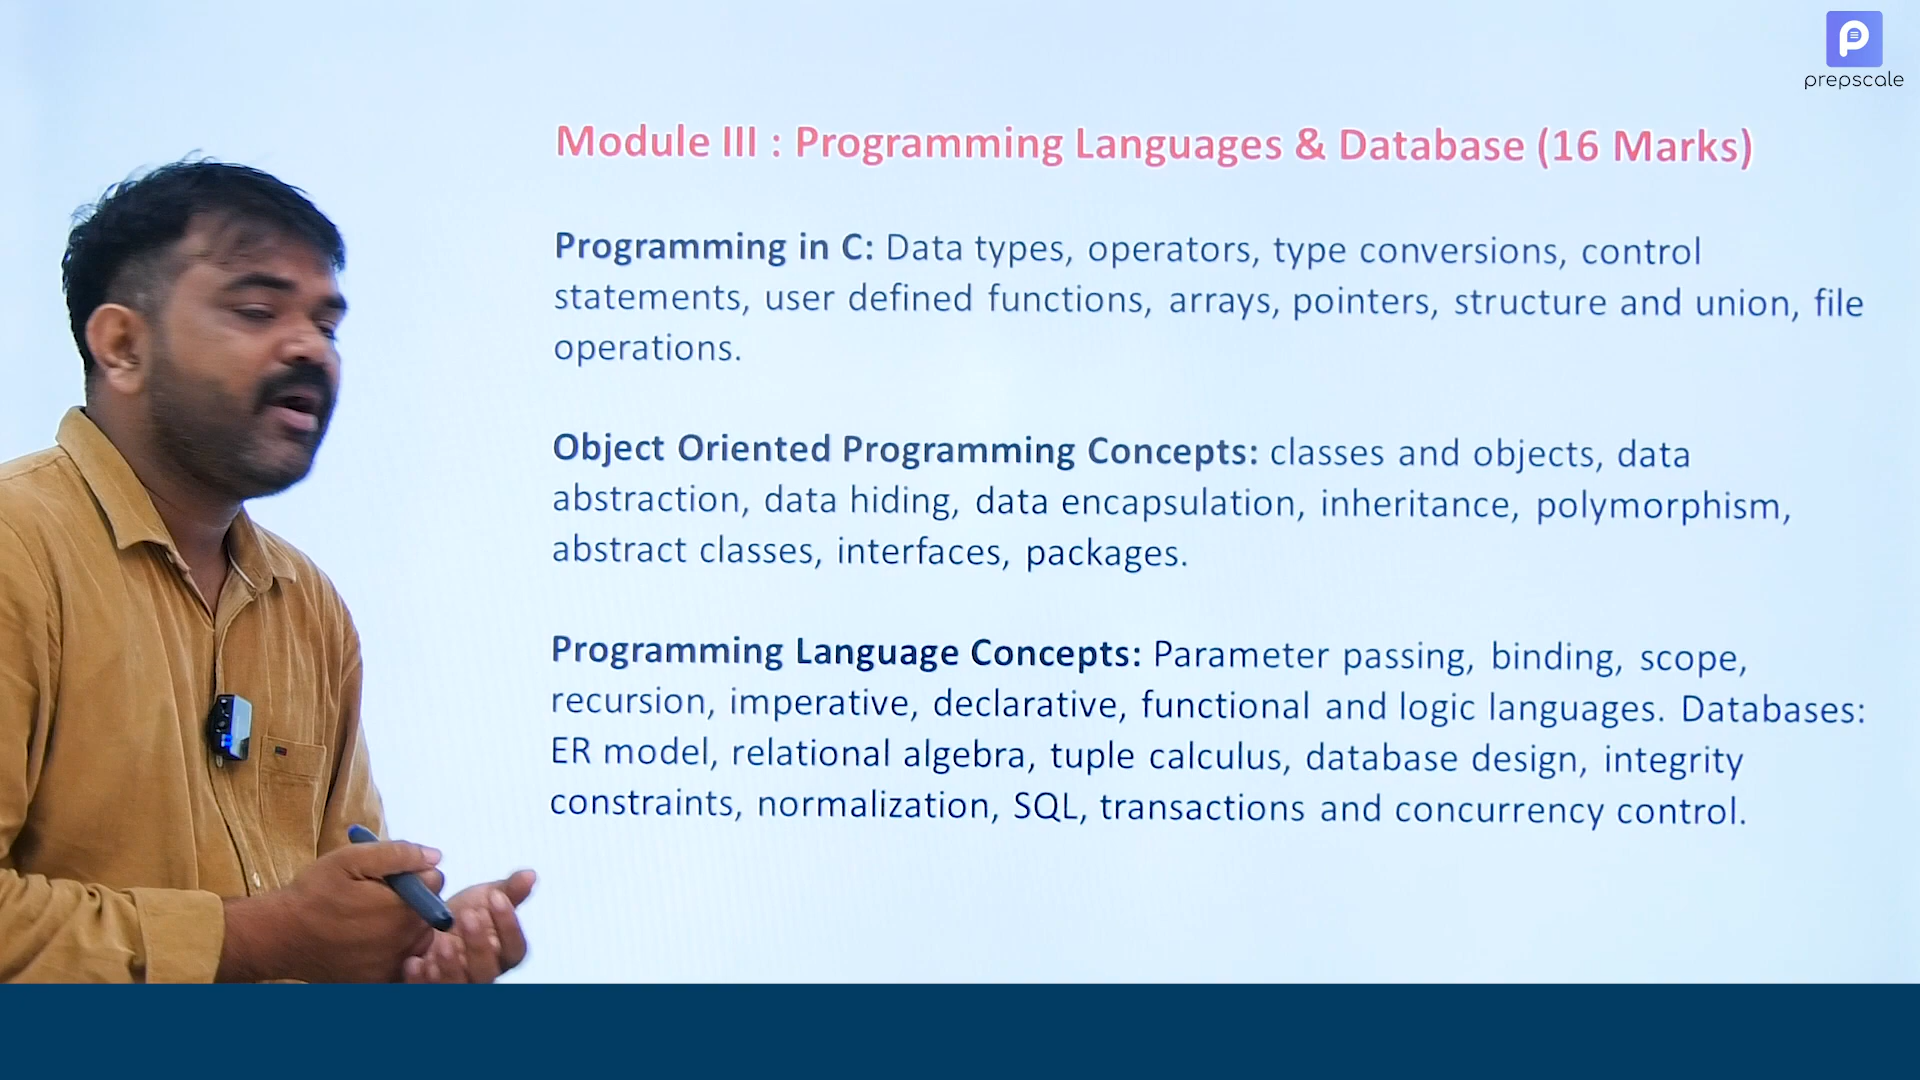 prepscale
Module III : Programming Languages & Database (16 Marks)
Programming in C: Data types, operators, type conversions, control
statements, user defined functions, arrays, pointers, structure and union, file
operations.
Object Oriented Programming Concepts: classes and objects, data
abstraction, data hiding, data encapsulation, inheritance, polymorphism,
abstract classes, interfaces, packages.
Programming Language Concepts: Parameter passing, binding, scope,
recursion, imperative, declarative, functional and logic languages. Databases:
ER model, relational algebra, tuple calculus, database design, integrity
constraints, normalization, SQL, transactions and concurrency control.